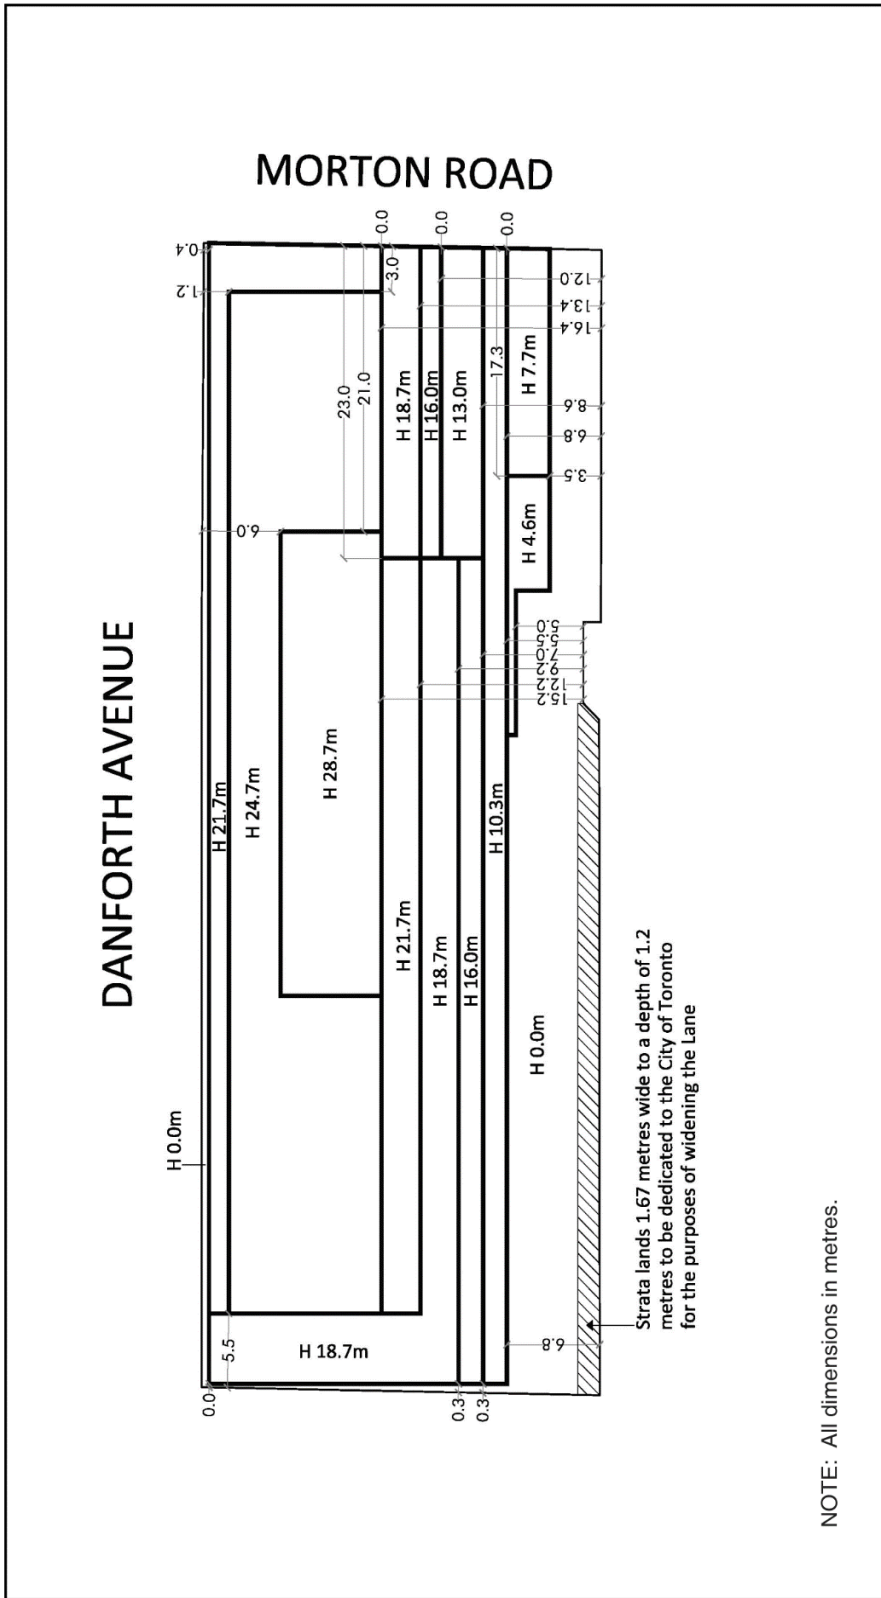 MORTON ROAD
DANFORTH AVENUE
0.4
1.2
0.0
0.0
0.0
3.0
23.0
21.0
17.3
12.0
13.4
16.4
8.6
6.8
3.5
6.0
H 18.7m
H 16.0m
H 13.0m
H 7.7m
H 4.6m
5.0
5.5
7.0
9.2
12.2
15.2
H 21.7m
H 24.7m
H 28.7m
H 10.3m
H 21.7m
H 18.7m
H 16.0m
H 0.0m
H 0.0m
H 18.7m
5.5
6.8
0.0
0.3
0.3
Strata lands 1.67 metres wide to a depth of 1.2
metres to be dedicated to the City of Toronto
for the purposes of widening the Lane
NOTE: All dimensions in metres.